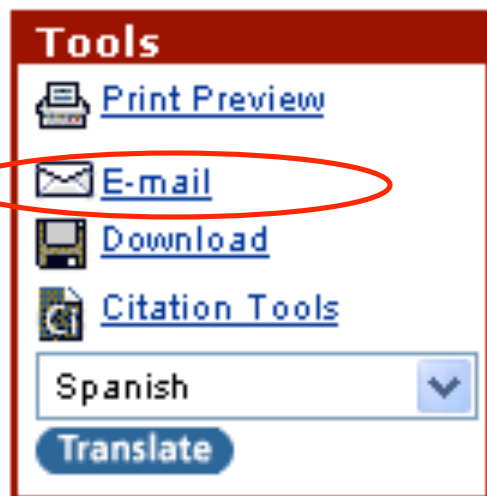 Tools
Print Preview
E-mail
Download
Citation Tools
Spanish
Translate